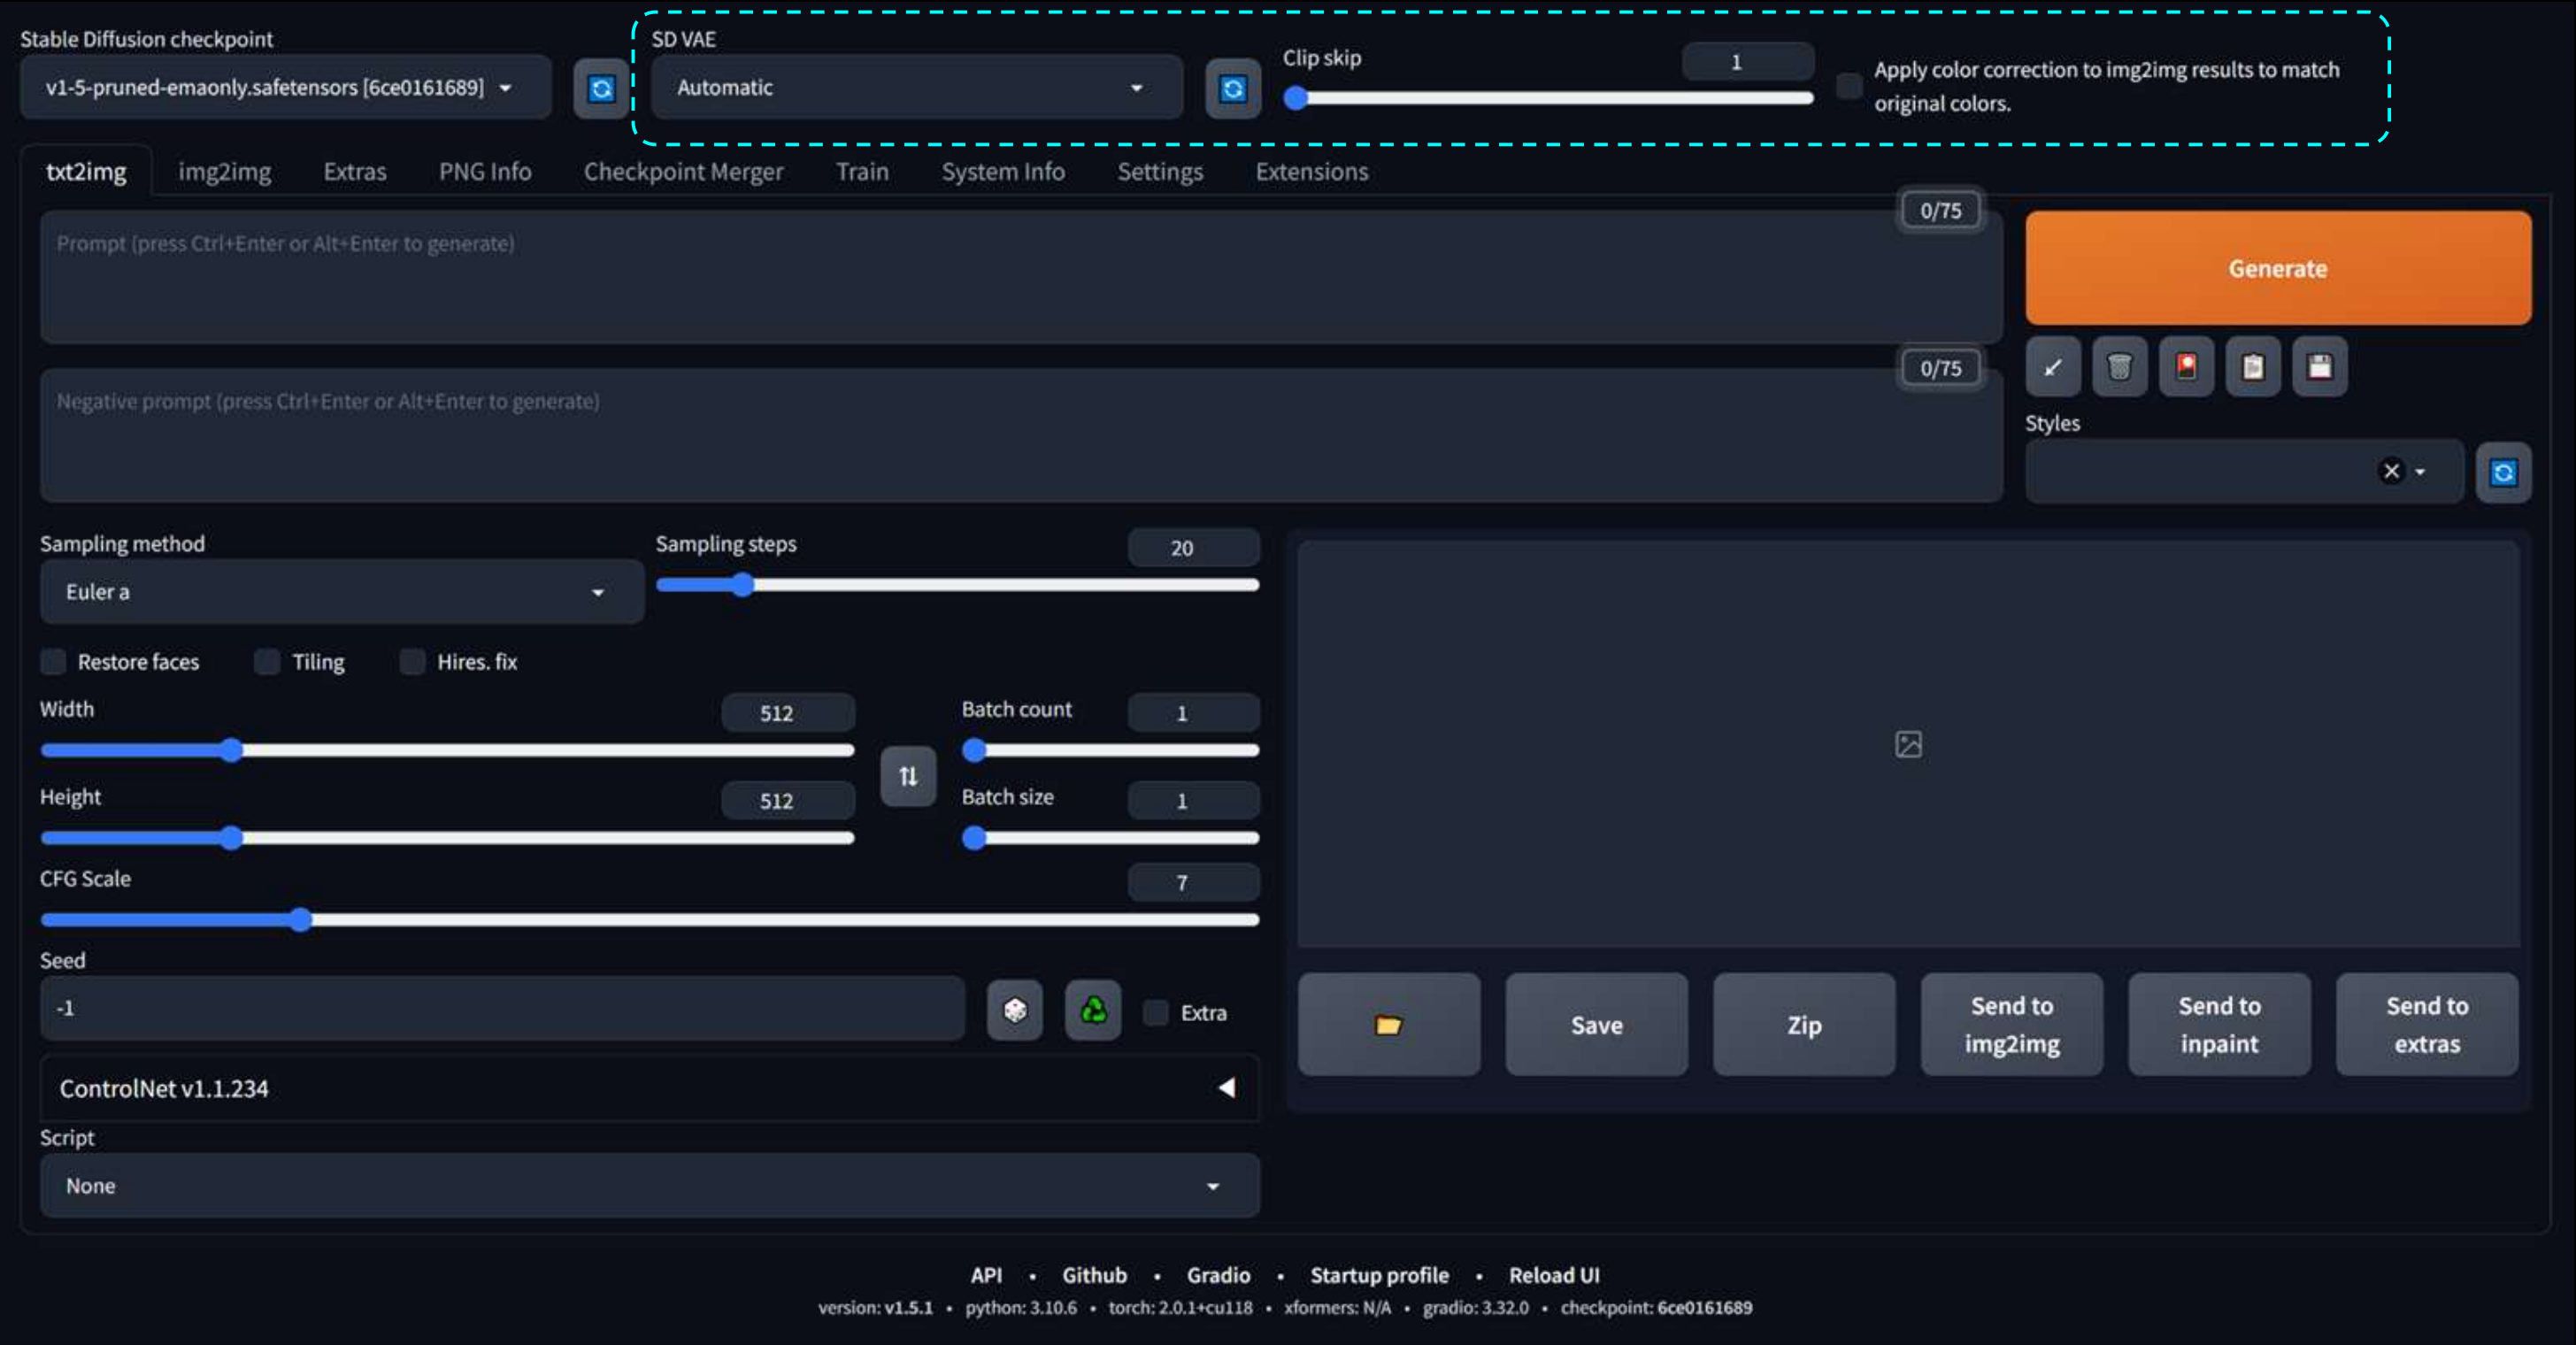 Stable Diffusion checkpoint
v1-5-pruned-emaonly.safetensors [6ce0161689]
SD VAE
Automatic
Clip skip
1
Apply color correction to img2img results to match
original colors.
txt2img img2img Extras PNG Info Checkpoint Merger Train System Info Settings Extensions
0/75
Prompt (press Ctrl+Enter or Alt+Enter to generate)
Generate
0/75
Negative prompt (press Ctrl+Enter or Alt+Enter to generate)
Styles
Sampling method
Euler a
Sampling steps
20
Restore faces Tiling Hires. fix
Width
512
Batch count
1
Height
512
Batch size
1
CFG Scale
7
Seed
-1
Extra
ControlNet v1.1.234
Script
None
Save
Zip
Send to
img2img
Send to
inpaint
Send to
extras
API • Github • Gradio • Startup profile • Reload UI
version: v1.5.1 • python: 3.10.6 • torch: 2.0.1+cu118 • xformers: N/A • gradio: 3.32.0 • checkpoint: 6ce0161689